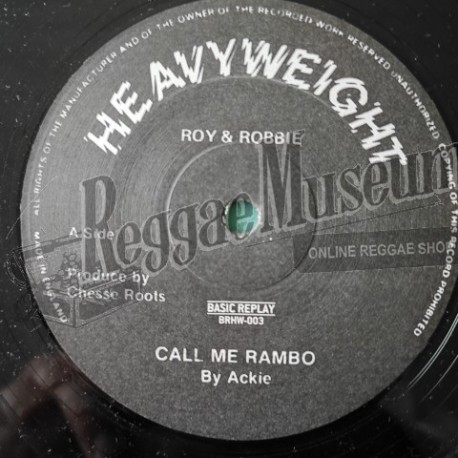 ALL RIGHTS OF THE MANUFACTURER AND OF THE OWNER OF THE RECORDED WORK RESERVED UNAUTHORIZED COPYING OF THIS RECORD PROHIBITED
HEAVYWEIGHT
ROY & ROBBIE
Reggae Museum
ONLINE REGGAE SHOP
A-Side
Produce by
Chesse Roots
MADE IN ENGLAND
BASIC REPLAY
BRHW-003
CALL ME RAMBO
By Ackie